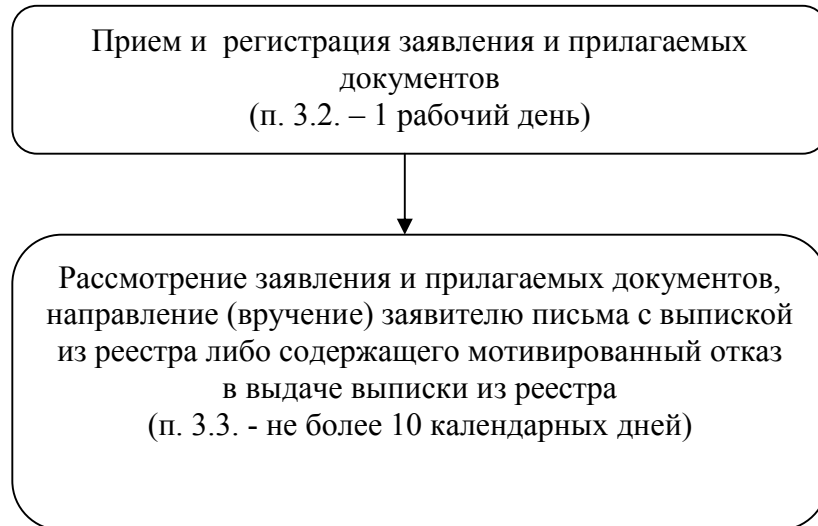 Прием и  регистрация заявления и прилагаемых
документов
(п. 3.2. – 1 рабочий день)
Рассмотрение заявления и прилагаемых документов,
направление (вручение) заявителю письма с выпиской
из реестра либо содержащего мотивированный отказ
в выдаче выписки из реестра
(п. 3.3. - не более 10 календарных дней)